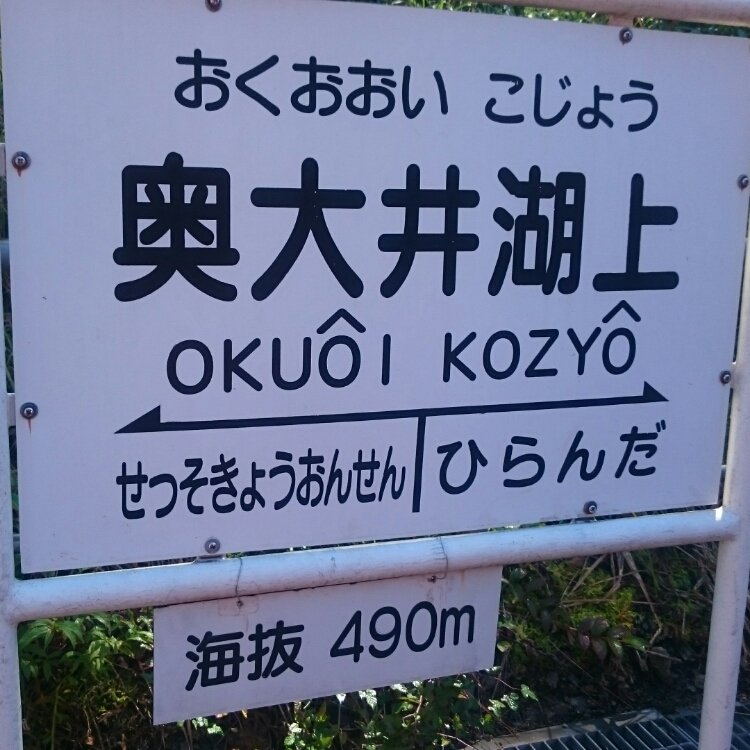 おくおおい こじょう
奥大井湖上
OKUÔI KOZYÔ
せっそきょうおんせん ひらんだ
海抜 490m